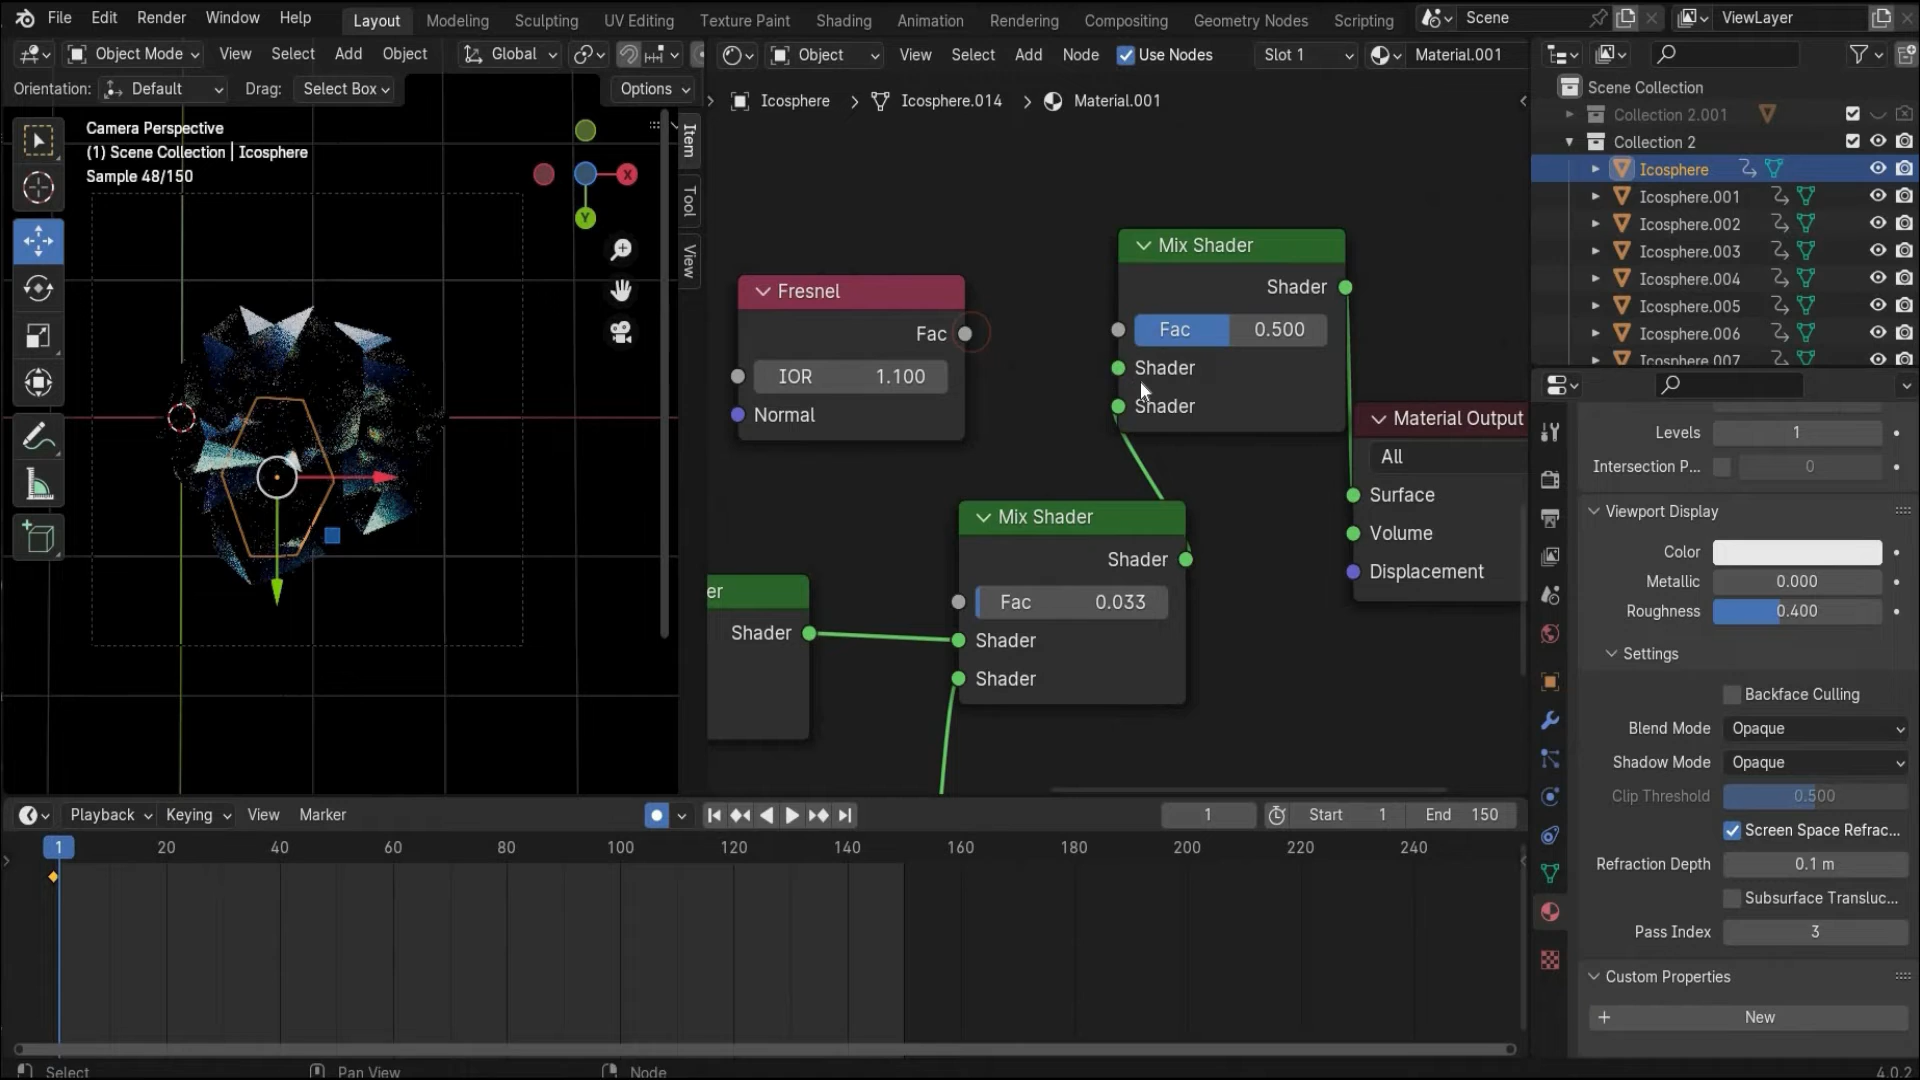 File Edit Render Window Help Layout Modeling Sculpting UV Editing Texture Paint Shading Animation Rendering Compositing Geometry Nodes Scripting Scene ViewLayer
Object Mode View Select Add Object Global Object View Select Add Node Use Nodes Slot 1 Material.001
Orientation: Default Drag: Select Box Options
Icosphere > Icosphere.014 > Material.001
Camera Perspective
(1) Scene Collection | Icosphere
Sample 48/150
X
Y
Item
Tool
View
Fresnel
Fac
IOR 1.100
Normal
Mix Shader
Shader
Fac 0.500
Shader
Shader
Material Output
All
Surface
Volume
Displacement
er
Shader
Mix Shader
Shader
Fac 0.033
Shader
Shader
Scene Collection
Collection 2.001
Collection 2
Icosphere
Icosphere.001
Icosphere.002
Icosphere.003
Icosphere.004
Icosphere.005
Icosphere.006
Icosphere.007
Levels 1
Intersection P... 0
Viewport Display
Color
Metallic 0.000
Roughness 0.400
Settings
Backface Culling
Blend Mode Opaque
Shadow Mode Opaque
Clip Threshold 0.500
Screen Space Refrac...
Refraction Depth 0.1 m
Subsurface Transluc...
Pass Index 3
Custom Properties
New
Playback Keying View Marker 1 Start 1 End 150
1 20 40 60 80 100 120 140 160 180 200 220 240
Select Pan View Node 4.0.2